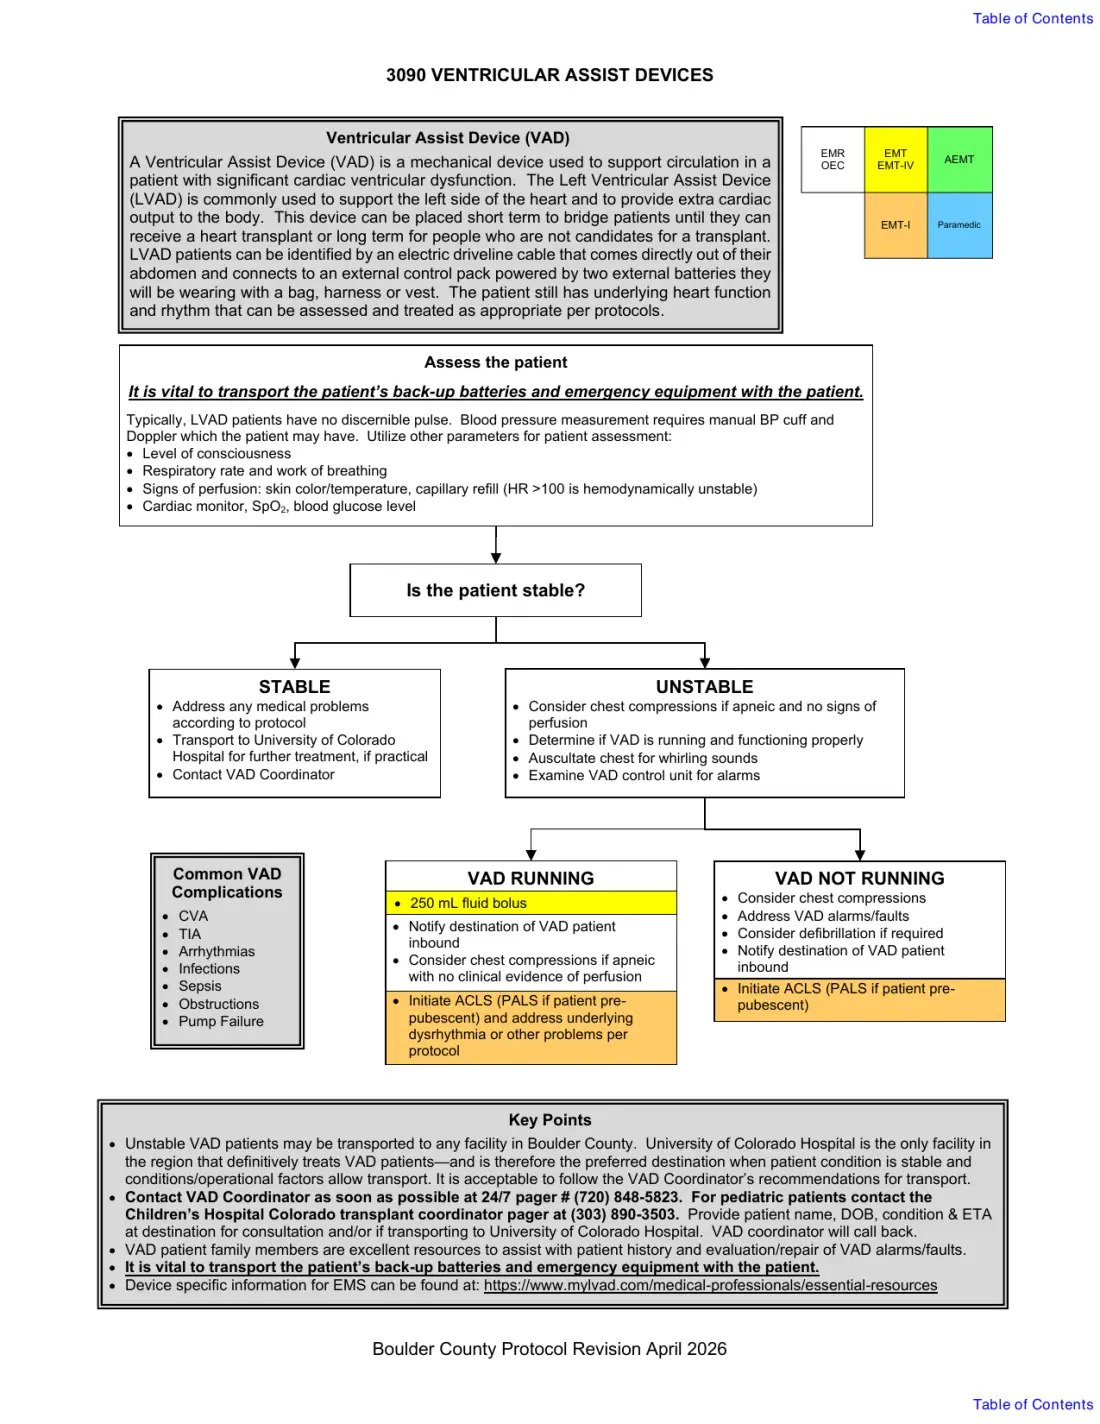 Table of Contents
3090 VENTRICULAR ASSIST DEVICES
Ventricular Assist Device (VAD)
A Ventricular Assist Device (VAD) is a mechanical device used to support circulation in a
patient with significant cardiac ventricular dysfunction.  The Left Ventricular Assist Device
(LVAD) is commonly used to support the left side of the heart and to provide extra cardiac
output to the body.  This device can be placed short term to bridge patients until they can
receive a heart transplant or long term for people who are not candidates for a transplant.
LVAD patients can be identified by an electric driveline cable that comes directly out of their
abdomen and connects to an external control pack powered by two external batteries they
will be wearing with a bag, harness or vest.  The patient still has underlying heart function
and rhythm that can be assessed and treated as appropriate per protocols.
EMR
OEC
EMT
EMT-IV
AEMT
EMT-I
Paramedic
Assess the patient
It is vital to transport the patient's back-up batteries and emergency equipment with the patient.
Typically, LVAD patients have no discernible pulse.  Blood pressure measurement requires manual BP cuff and
Doppler which the patient may have.  Utilize other parameters for patient assessment:
• Level of consciousness
• Respiratory rate and work of breathing
• Signs of perfusion: skin color/temperature, capillary refill (HR >100 is hemodynamically unstable)
• Cardiac monitor, SpO₂, blood glucose level
Is the patient stable?
STABLE
• Address any medical problems
according to protocol
• Transport to University of Colorado
Hospital for further treatment, if practical
• Contact VAD Coordinator
UNSTABLE
• Consider chest compressions if apneic and no signs of
perfusion
• Determine if VAD is running and functioning properly
• Auscultate chest for whirling sounds
• Examine VAD control unit for alarms
Common VAD
Complications
• CVA
• TIA
• Arrhythmias
• Infections
• Sepsis
• Obstructions
• Pump Failure
VAD RUNNING
• 250 mL fluid bolus
• Notify destination of VAD patient
inbound
• Consider chest compressions if apneic
with no clinical evidence of perfusion
• Initiate ACLS (PALS if patient pre-
pubescent) and address underlying
dysrhythmia or other problems per
protocol
VAD NOT RUNNING
• Consider chest compressions
• Address VAD alarms/faults
• Consider defibrillation if required
• Notify destination of VAD patient
inbound
• Initiate ACLS (PALS if patient pre-
pubescent)
Key Points
• Unstable VAD patients may be transported to any facility in Boulder County.  University of Colorado Hospital is the only facility in
the region that definitively treats VAD patients—and is therefore the preferred destination when patient condition is stable and
conditions/operational factors allow transport. It is acceptable to follow the VAD Coordinator's recommendations for transport.
• Contact VAD Coordinator as soon as possible at 24/7 pager # (720) 848-5823.  For pediatric patients contact the
Children's Hospital Colorado transplant coordinator pager at (303) 890-3503.  Provide patient name, DOB, condition & ETA
at destination for consultation and/or if transporting to University of Colorado Hospital.  VAD coordinator will call back.
• VAD patient family members are excellent resources to assist with patient history and evaluation/repair of VAD alarms/faults.
• It is vital to transport the patient's back-up batteries and emergency equipment with the patient.
• Device specific information for EMS can be found at: https://www.mylvad.com/medical-professionals/essential-resources
Boulder County Protocol Revision April 2026
Table of Contents